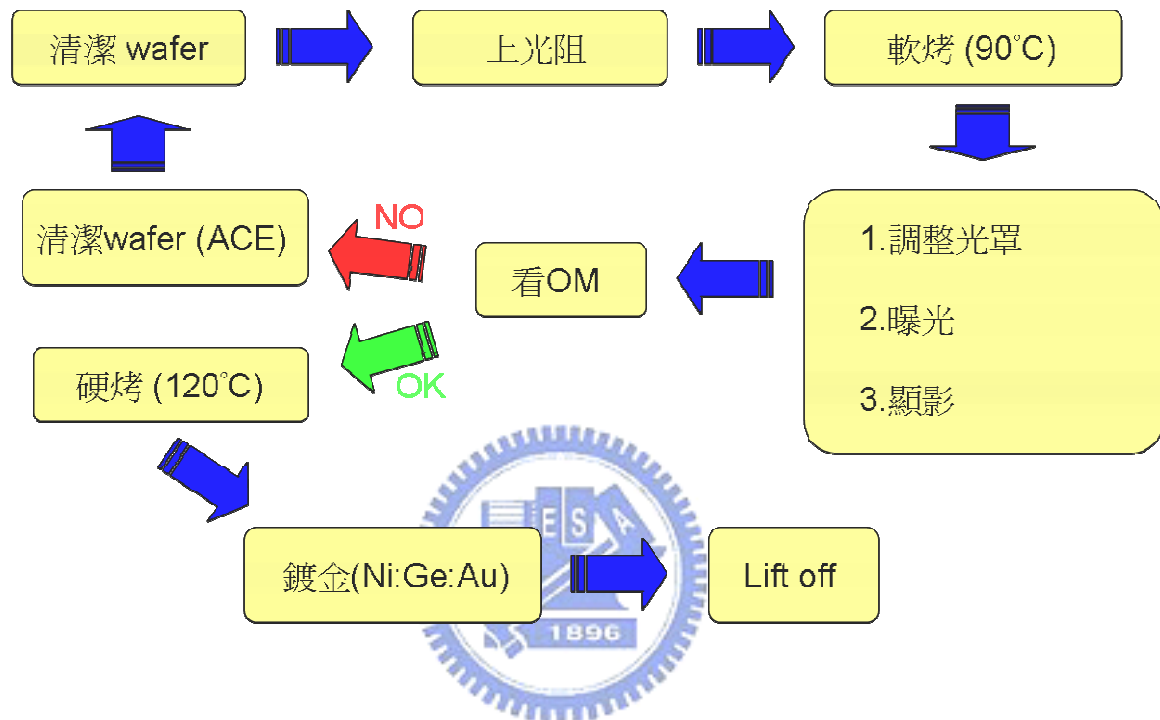 清潔 wafer
上光阻
軟烤 (90°C)
1.調整光罩
2.曝光
3.顯影
看OM
NO
清潔wafer (ACE)
OK
硬烤 (120°C)
鍍金(Ni:Ge:Au)
Lift off
ESA
1896